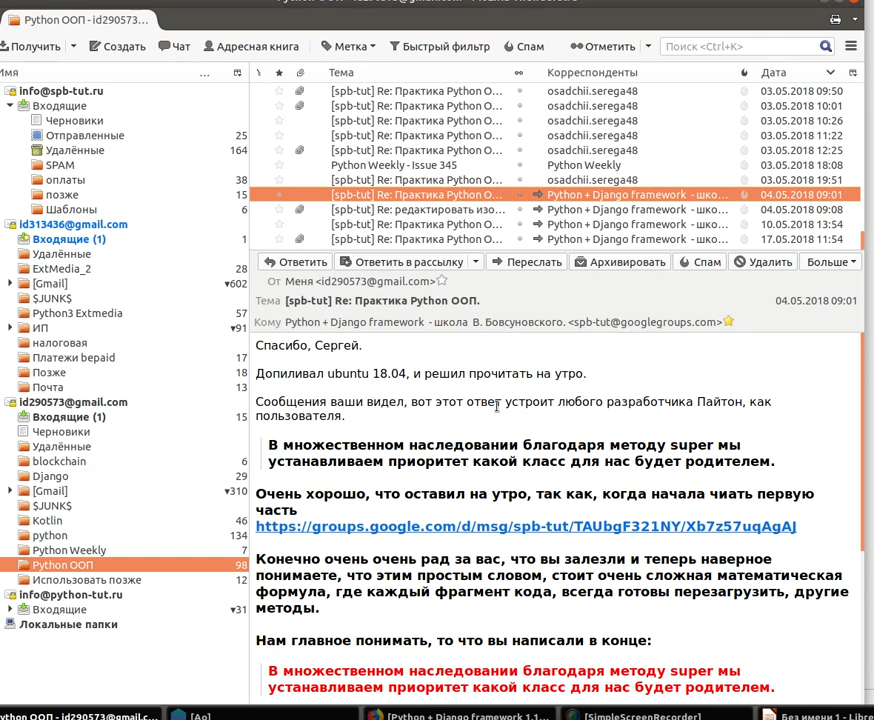 Python ООП - id290573...
Получить Создать Чат Адресная книга Метка Быстрый фильтр Спам Отметить Поиск <Ctrl+K>
Имя ... Тема Корреспонденты Дата
info@spb-tut.ru
Входящие
Черновики
Отправленные 25
Удалённые 164
SPAM
оплаты 38
позже 15
Шаблоны 6
id313436@gmail.com
Входящие (1) 1
Удалённые
ExtMedia_2 28
[Gmail] ▾602
$JUNK$
Python3 Extmedia 57
ИП ▾91
налоговая
Платежи bepaid 17
Позже 18
Почта 13
id290573@gmail.com
Входящие (1) 15
Черновики
Удалённые
blockchain 6
Django 29
[Gmail] ▾310
$JUNK$
Kotlin 46
python 134
Python Weekly 7
Python ООП 98
Использовать позже 12
info@python-tut.ru
Входящие ▾31
Локальные папки
[spb-tut] Re: Практика Python O... osadchii.serega48 03.05.2018 09:50
[spb-tut] Re: Практика Python O... osadchii.serega48 03.05.2018 10:01
[spb-tut] Re: Практика Python O... osadchii.serega48 03.05.2018 10:26
[spb-tut] Re: Практика Python O... osadchii.serega48 03.05.2018 11:22
[spb-tut] Re: Практика Python O... osadchii.serega48 03.05.2018 12:25
Python Weekly - Issue 345 Python Weekly 03.05.2018 18:08
[spb-tut] Re: Практика Python O... osadchii.serega48 03.05.2018 19:51
[spb-tut] Re: Практика Python O... Python + Django framework - шко... 04.05.2018 09:01
[spb-tut] Re: редактировать изо... Python + Django framework - шко... 04.05.2018 09:08
[spb-tut] Re: Практика Python O... Python + Django framework - шко... 10.05.2018 13:54
[spb-tut] Re: Практика Python O... Python + Django framework - шко... 17.05.2018 11:54
Ответить Ответить в рассылку Переслать Архивировать Спам Удалить Больше
От Меня <id290573@gmail.com>
Тема [spb-tut] Re: Практика Python ООП. 04.05.2018 09:01
Кому Python + Django framework - школа В. Бовсуновского. <spb-tut@googlegroups.com>
Спасибо, Сергей.
Допиливал ubuntu 18.04, и решил прочитать на утро.
Сообщения ваши видел, вот этот ответ устроит любого разработчика Пайтон, как
пользователя.
В множественном наследовании благодаря методу super мы
устанавливаем приоритет какой класс для нас будет родителем.
Очень хорошо, что оставил на утро, так как, когда начала чиать первую
часть
https://groups.google.com/d/msg/spb-tut/TAUbgF321NY/Xb7z57uqAgAJ
Конечно очень очень рад за вас, что вы залезли и теперь наверное
понимаете, что этим простым словом, стоит очень сложная математическая
формула, где каждый фрагмент кода, всегда готовы перезагрузить, другие
методы.
Нам главное понимать, то что вы написали в конце:
В множественном наследовании благодаря методу super мы
устанавливаем приоритет какой класс для нас будет родителем.
ython ООП - id290573@gmail.c... [Ao] [Python + Django framework 1.1... [SimpleScreenRecorder] Без имени 1 - Libre